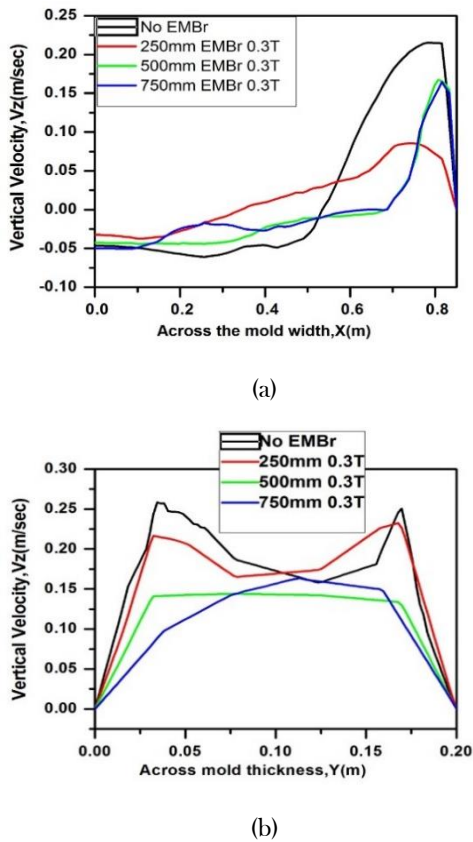 0.25
0.20
0.15
0.10
0.05
0.00
-0.05
-0.10
Vertical Velocity,Vz(m/sec)
No EMBr
250mm EMBr 0.3T
500mm EMBr 0.3T
750mm EMBr 0.3T
0.0 0.2 0.4 0.6 0.8
Across the mold width,X(m)
(a)
No EMBr
250mm 0.3T
500mm 0.3T
750mm 0.3T
0.30
0.25
0.20
0.15
0.10
0.05
0.00
Vertical Velocity,Vz(m/sec)
0.00 0.05 0.10 0.15 0.20
Across mold thickness,Y(m)
(b)